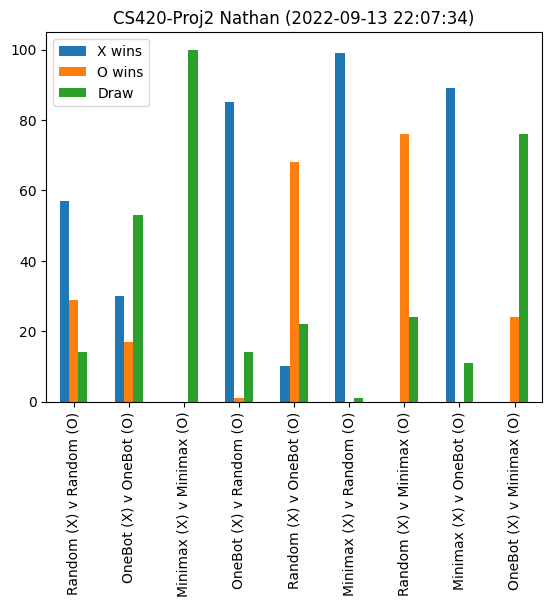 CS420-Proj2 Nathan (2022-09-13 22:07:34)
X wins
O wins
Draw
100
80
60
40
20
0
Random (X) v Random (O)
OneBot (X) v OneBot (O)
Minimax (X) v Minimax (O)
OneBot (X) v Random (O)
Random (X) v OneBot (O)
Minimax (X) v Random (O)
Random (X) v Minimax (O)
Minimax (X) v OneBot (O)
OneBot (X) v Minimax (O)